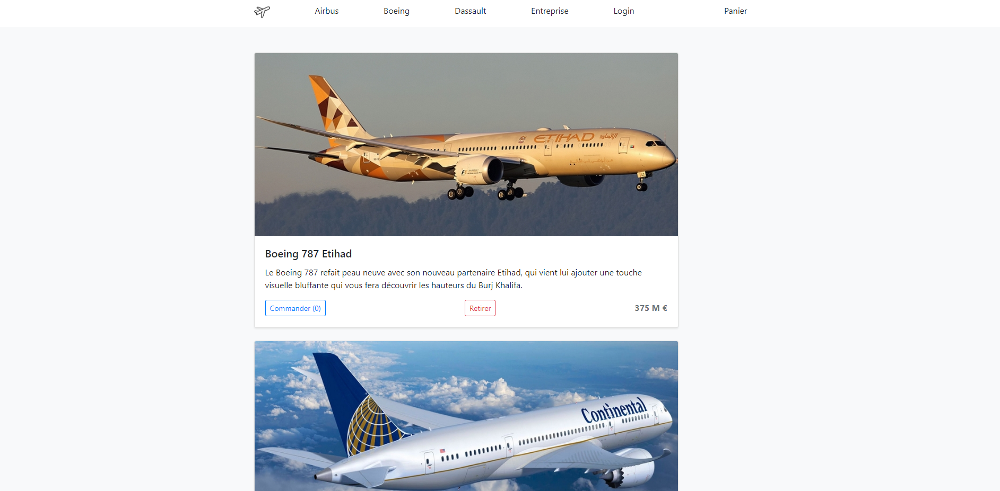 Airbus
Boeing
Dassault
Entreprise
Login
Panier
ETIHAD الإتحاد
Boeing 787 Etihad
Le Boeing 787 refait peau neuve avec son nouveau partenaire Etihad, qui vient lui ajouter une touche
visuelle bluffante qui vous fera découvrir les hauteurs du Burj Khalifa.
Commander (0)
Retirer
375 M €
Continental